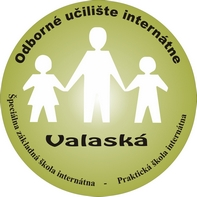 Odborné učilište internátne
Valaská
Špeciálna základná škola internátna - Praktická škola internátna